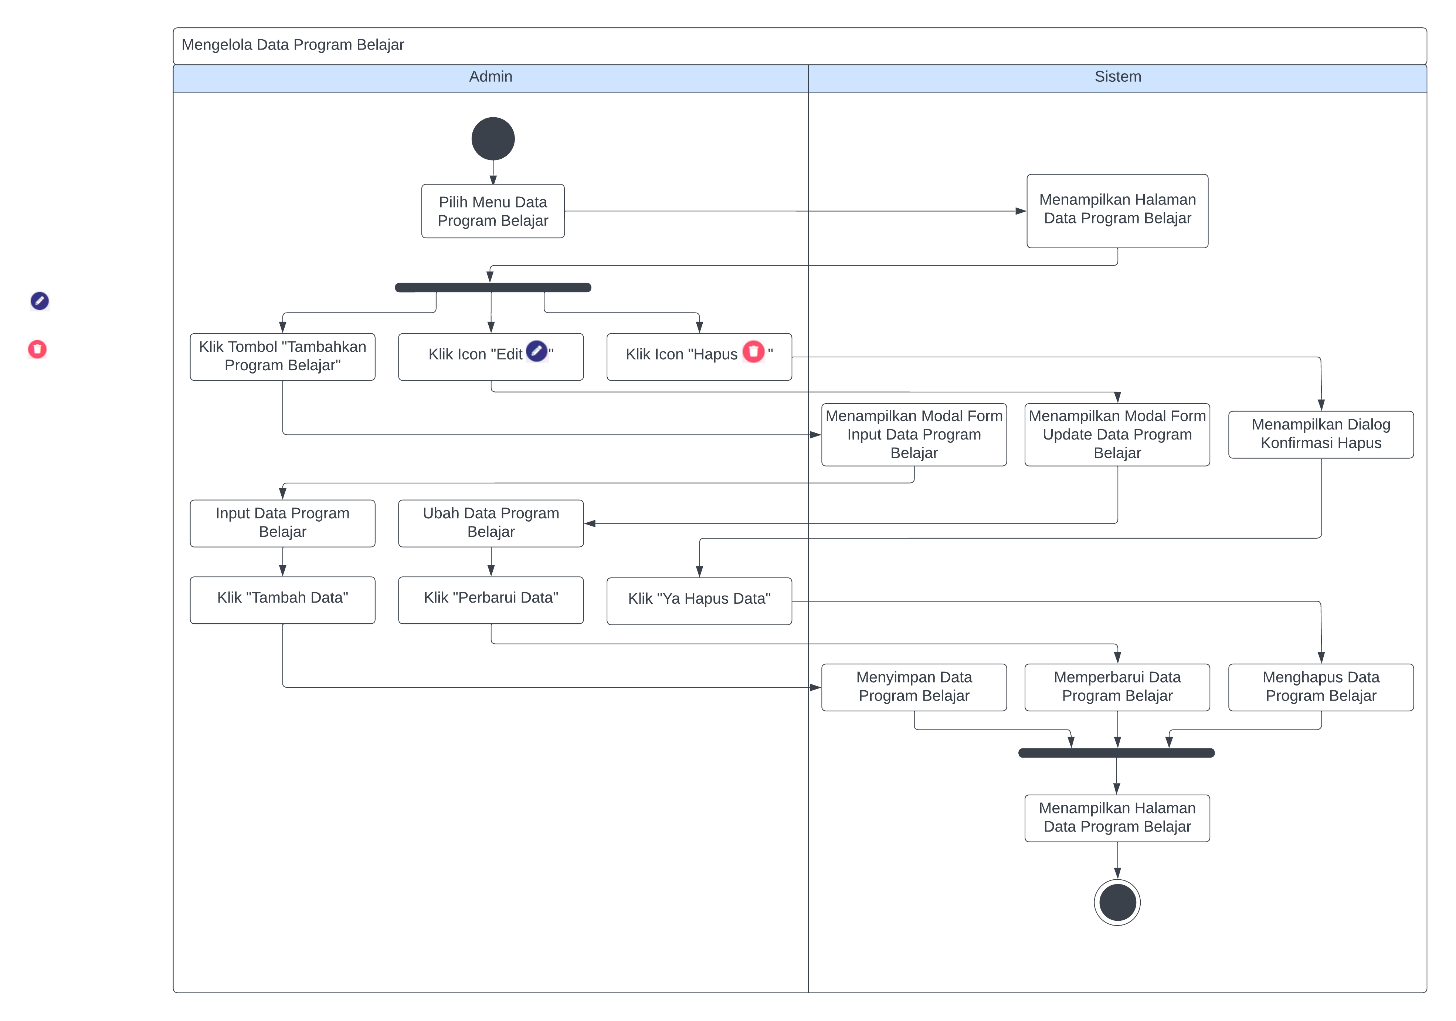 Mengelola Data Program Belajar
Admin
Sistem
Pilih Menu Data
Program Belajar
Menampilkan Halaman
Data Program Belajar
Klik Tombol "Tambahkan
Program Belajar"
Klik Icon "Edit "
Klik Icon "Hapus "
Menampilkan Modal Form
Input Data Program
Belajar
Menampilkan Modal Form
Update Data Program
Belajar
Menampilkan Dialog
Konfirmasi Hapus
Input Data Program
Belajar
Ubah Data Program
Belajar
Klik "Tambah Data"
Klik "Perbarui Data"
Klik "Ya Hapus Data"
Menyimpan Data
Program Belajar
Memperbarui Data
Program Belajar
Menghapus Data
Program Belajar
Menampilkan Halaman
Data Program Belajar